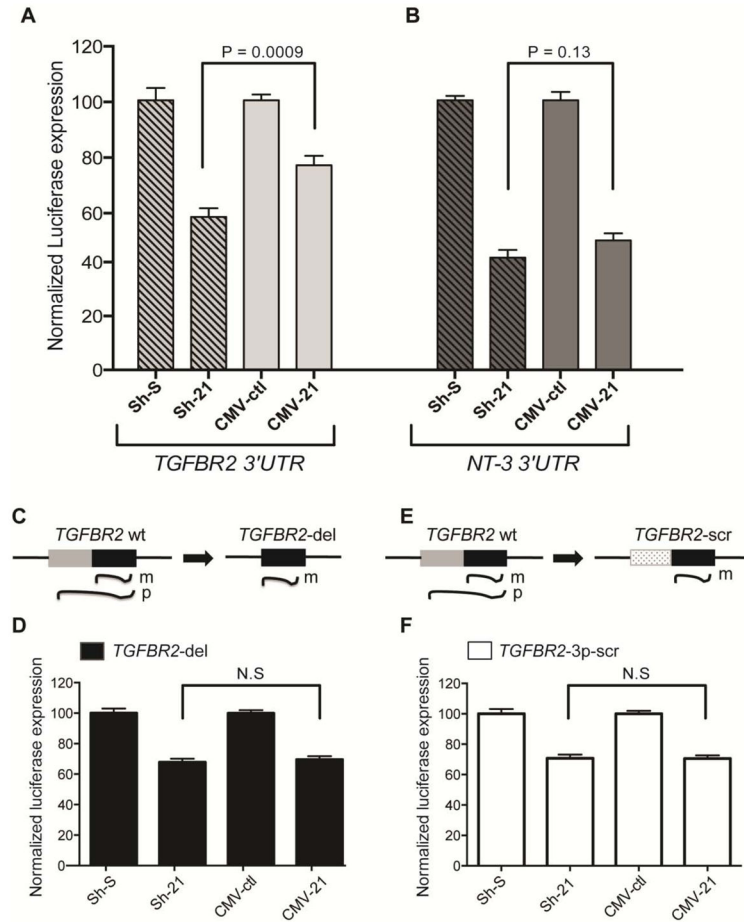 A
B
120
100
80
60
40
20
0
Normalized Luciferase expression
P = 0.0009
P = 0.13
Sh-S
Sh-21
CMV-ctl
CMV-21
Sh-S
Sh-21
CMV-ctl
CMV-21
TGFBR2 3'UTR
NT-3 3'UTR
C
TGFBR2 wt
TGFBR2-del
m
p
m
E
TGFBR2 wt
TGFBR2-scr
m
p
m
D
TGFBR2-del
N.S
Normalized luciferase expression
120
100
80
60
40
20
0
Sh-S
Sh-21
CMV-ctl
CMV-21
F
TGFBR2-3p-scr
N.S
Normalized luciferase expression
120
100
80
60
40
20
0
Sh-S
Sh-21
CMV-ctl
CMV-21